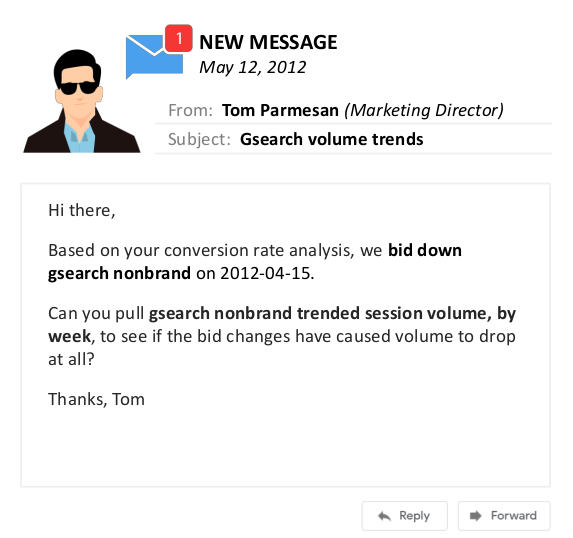 1
NEW MESSAGE
May 12, 2012
From: Tom Parmesan (Marketing Director)
Subject: Gsearch volume trends
Hi there,
Based on your conversion rate analysis, we bid down
gsearch nonbrand on 2012-04-15.
Can you pull gsearch nonbrand trended session volume, by
week, to see if the bid changes have caused volume to drop
at all?
Thanks, Tom
Reply
Forward